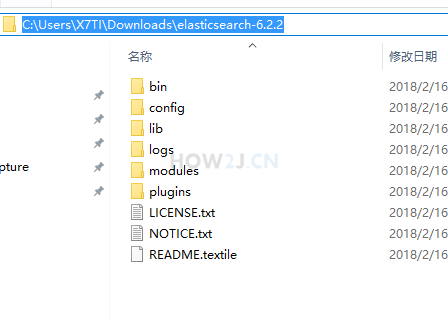 C:\Users\X7TI\Downloads\elasticsearch-6.2.2
名称 修改日期
bin 2018/2/16
config 2018/2/16
lib 2018/2/16
logs 2018/2/16
HOW2J.CN
pture modules 2018/2/16
plugins 2018/2/16
LICENSE.txt 2018/2/16
NOTICE.txt 2018/2/16
README.textile 2018/2/16